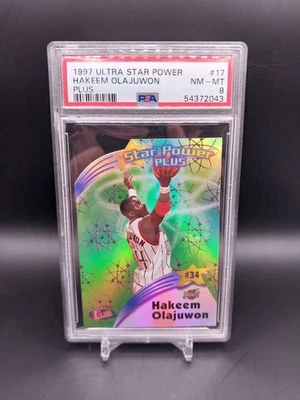 1997 ULTRA STAR POWER #17
HAKEEM OLAJUWON NM-MT
PLUS PSA 8
54372043
Star Power
PLUS
#34
Hakeem
Olajuwon
Ultra